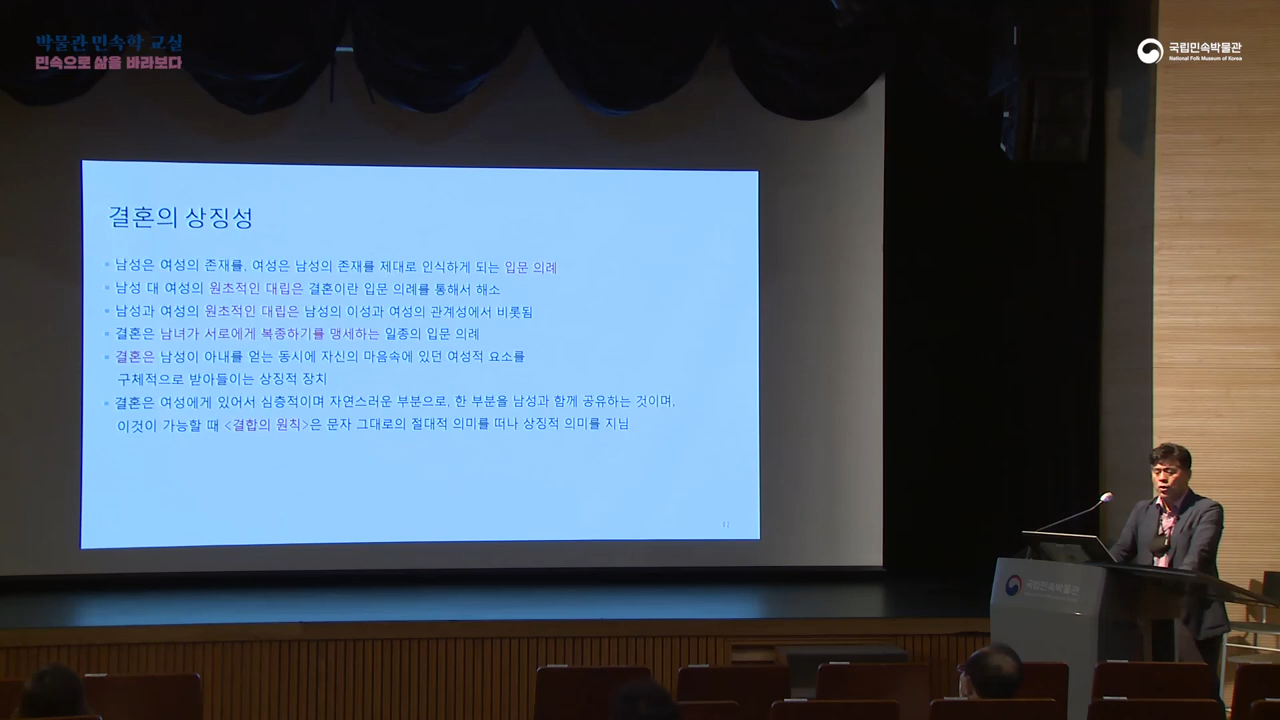 박물관 민속학 교실
민속으로 삶을 바라보다
국립민속박물관
National Folk Museum of Korea
결혼의 상징성
남성은 여성의 존재를, 여성은 남성의 존재를 제대로 인식하게 되는 입문 의례
남성 대 여성의 원초적인 대립은 결혼이란 입문 의례를 통해서 해소
남성과 여성의 원초적인 대립은 남성의 이성과 여성의 관계성에서 비롯됨
결혼은 남녀가 서로에게 복종하기를 맹세하는 일종의 입문 의례
결혼은 남성이 아내를 얻는 동시에 자신의 마음속에 있던 여성적 요소를
구체적으로 받아들이는 상징적 장치
결혼은 여성에게 있어서 심층적이며 자연스러운 부분으로, 한 부분을 남성과 함께 공유하는 것이며,
이것이 가능할 때 <결합의 원칙>은 문자 그대로의 절대적 의미를 떠나 상징적 의미를 지님
국립민속박물관